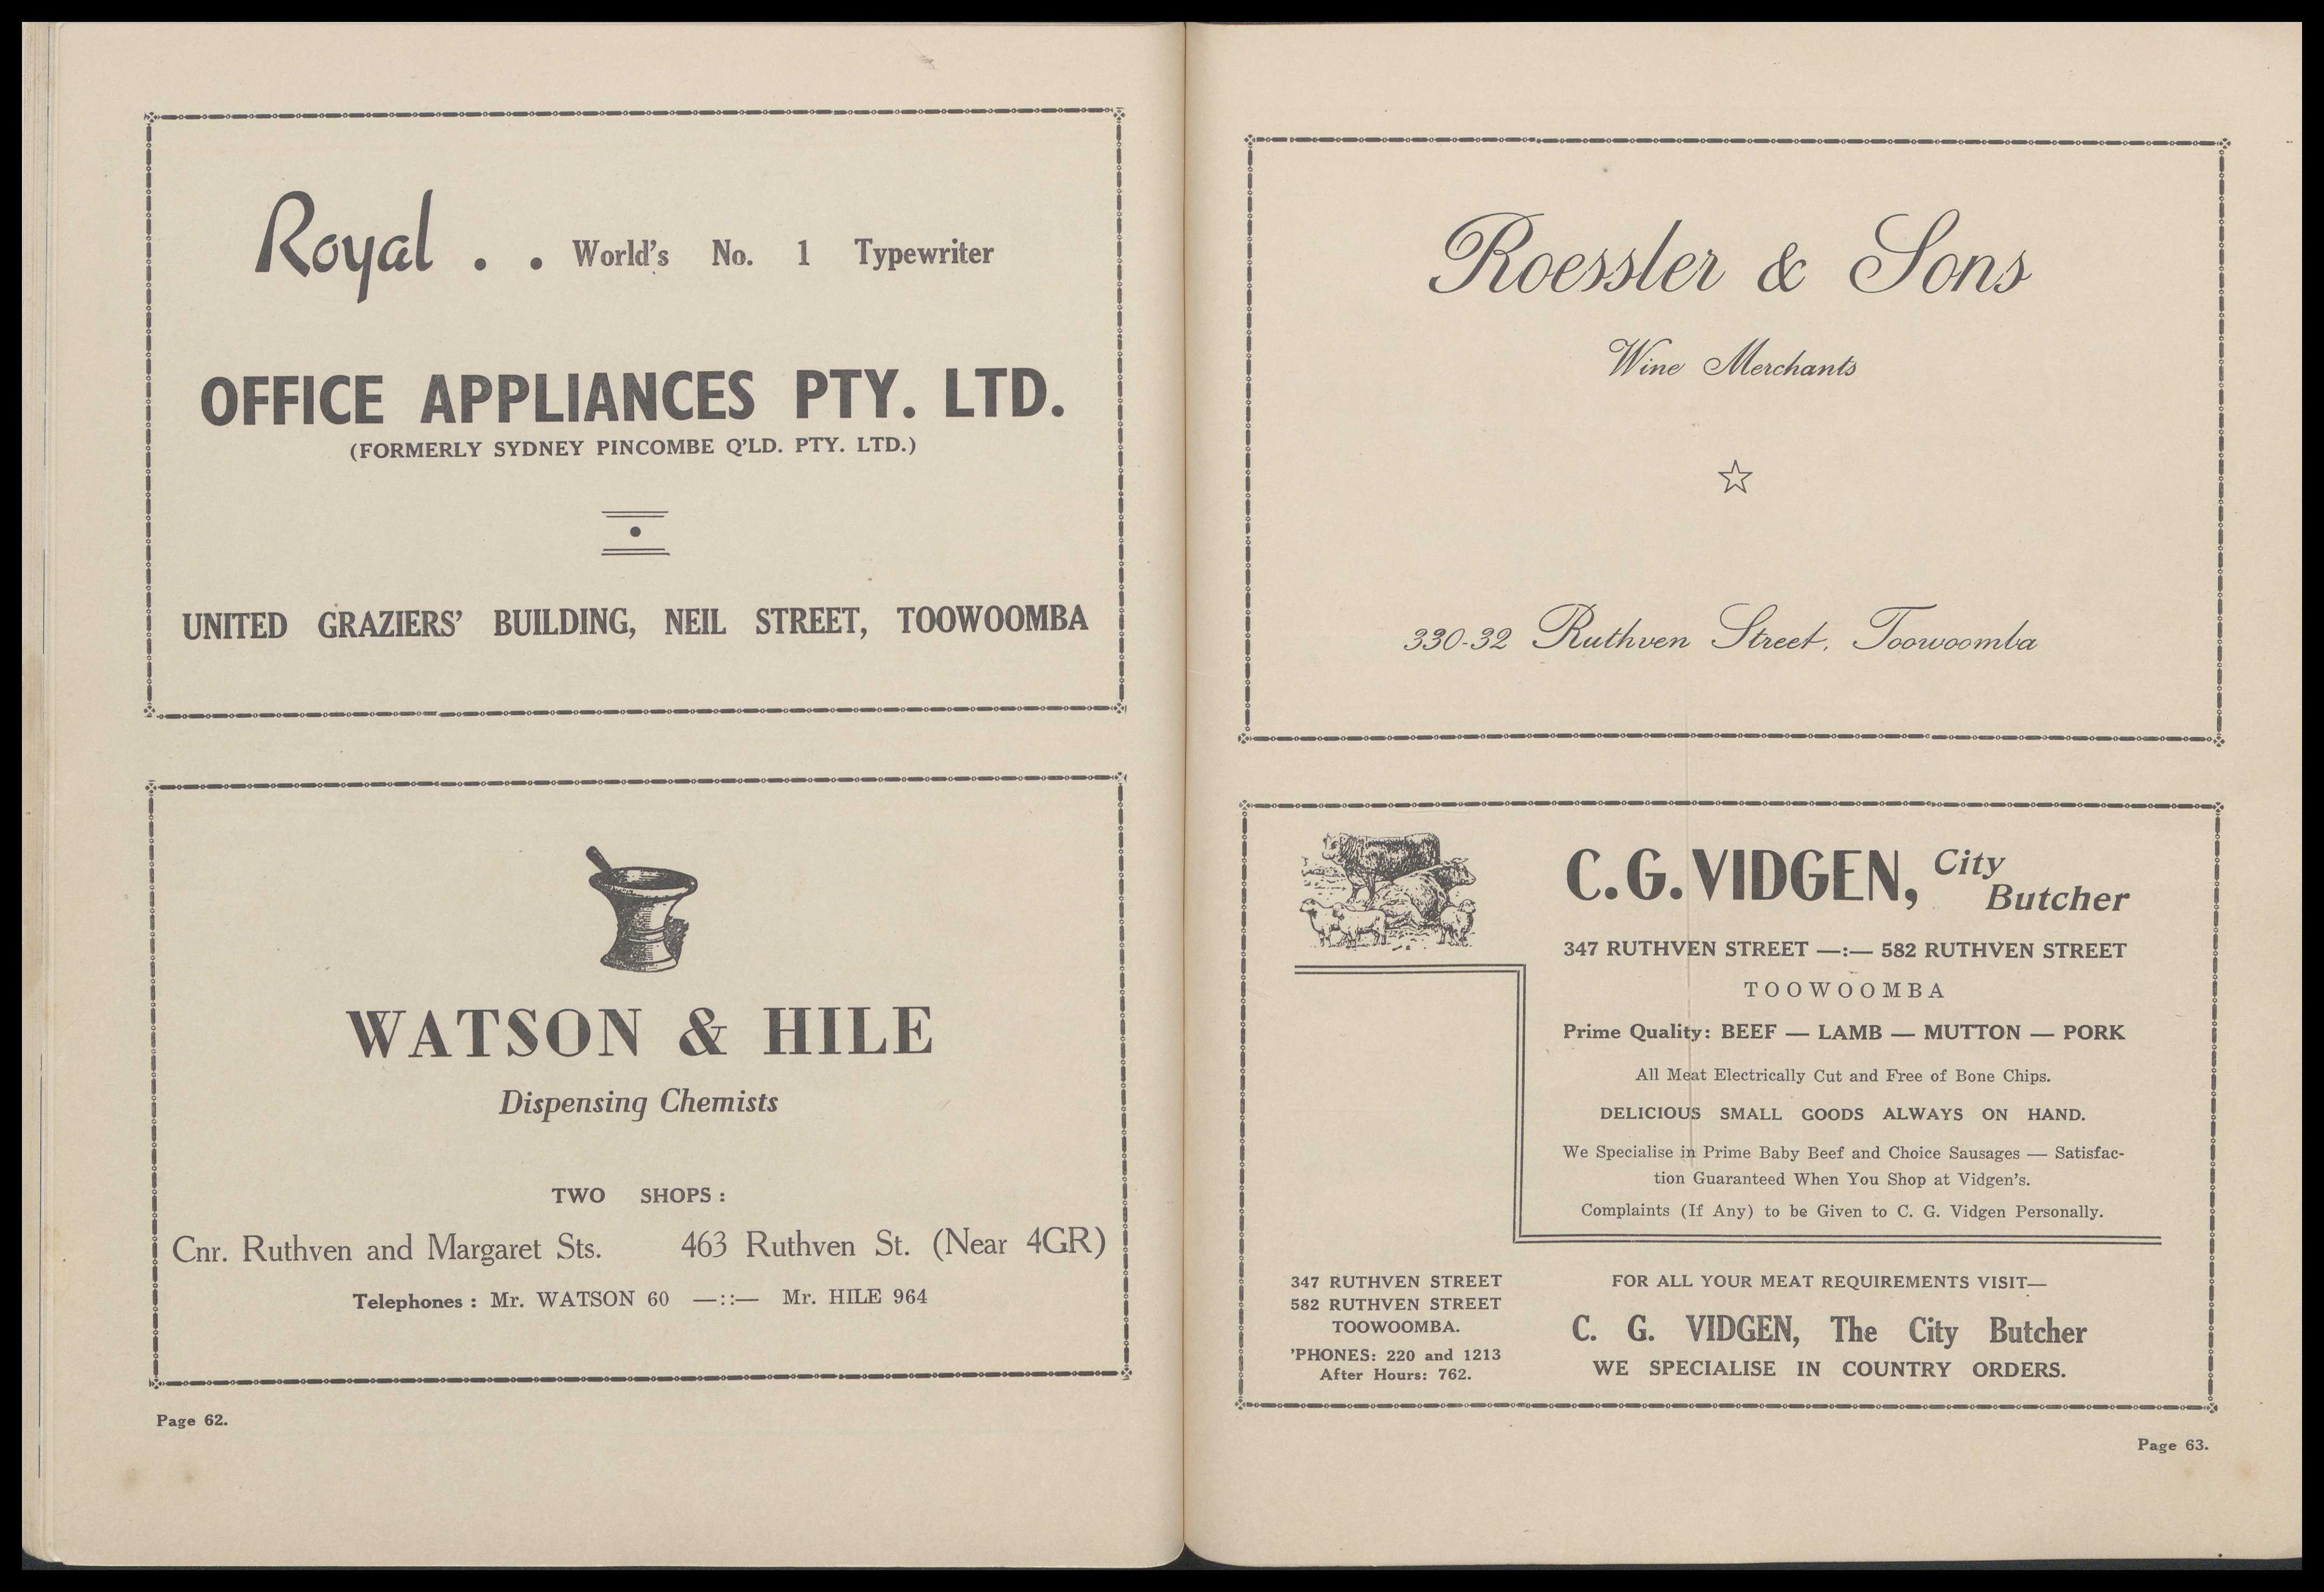 Royal . . World's No. 1 Typewriter
OFFICE APPLIANCES PTY. LTD.
(FORMERLY SYDNEY PINCOMBE Q'LD. PTY. LTD.)
UNITED GRAZIERS' BUILDING, NEIL STREET, TOOWOOMBA
WATSON & HILE
Dispensing Chemists
TWO SHOPS :
Cnr. Ruthven and Margaret Sts. 463 Ruthven St. (Near 4GR)
Telephones : Mr. WATSON 60 —::— Mr. HILE 964
Page 62.
Roessler & Sons
Wine Merchants
330-32 Ruthven Street, Toowoomba
C. G. VIDGEN, City
Butcher
347 RUTHVEN STREET —:— 582 RUTHVEN STREET
TOOWOOMBA
Prime Quality: BEEF — LAMB — MUTTON — PORK
All Meat Electrically Cut and Free of Bone Chips.
DELICIOUS SMALL GOODS ALWAYS ON HAND.
We Specialise in Prime Baby Beef and Choice Sausages — Satisfac-
tion Guaranteed When You Shop at Vidgen's.
Complaints (If Any) to be Given to C. G. Vidgen Personally.
347 RUTHVEN STREET
582 RUTHVEN STREET
TOOWOOMBA.
'PHONES: 220 and 1213
After Hours: 762.
FOR ALL YOUR MEAT REQUIREMENTS VISIT—
C. G. VIDGEN, The City Butcher
WE SPECIALISE IN COUNTRY ORDERS.
Page 63.